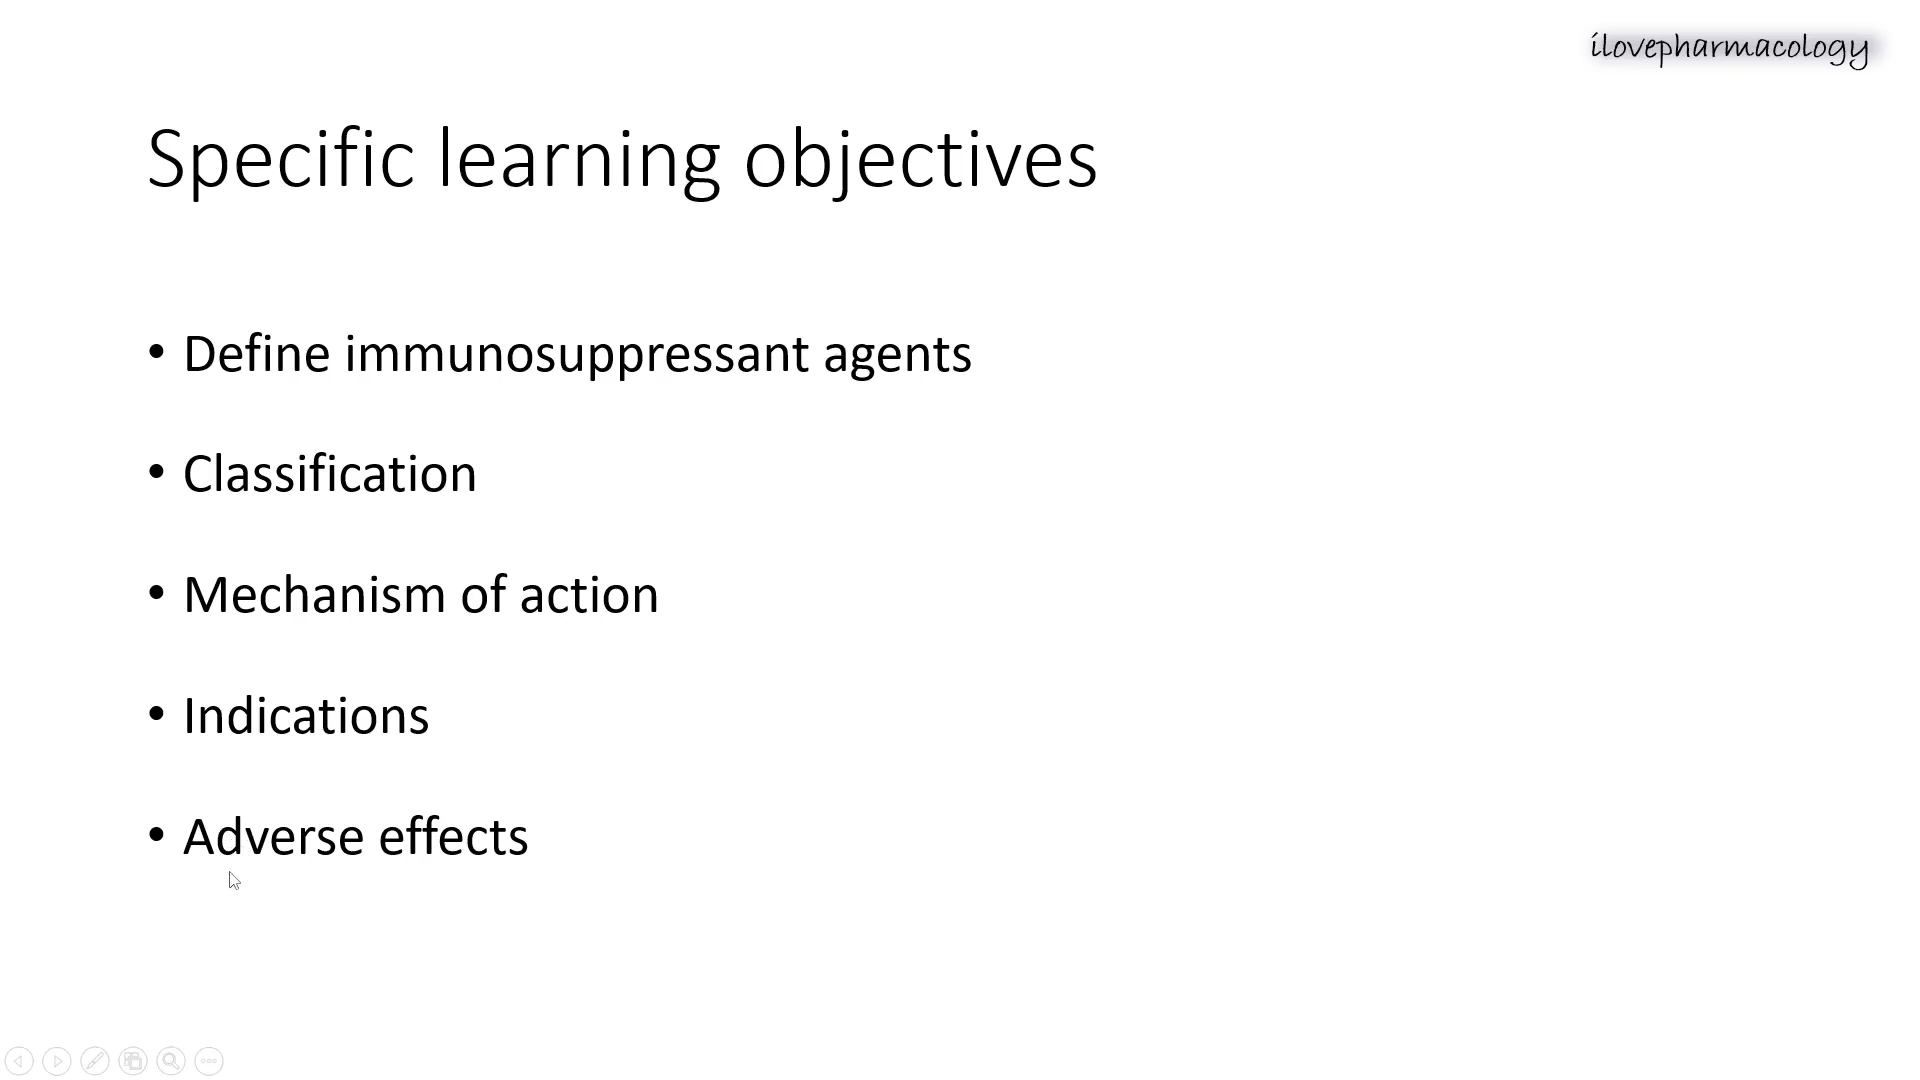 ilovepharmacology
Specific learning objectives
• Define immunosuppressant agents
• Classification
• Mechanism of action
• Indications
• Adverse effects